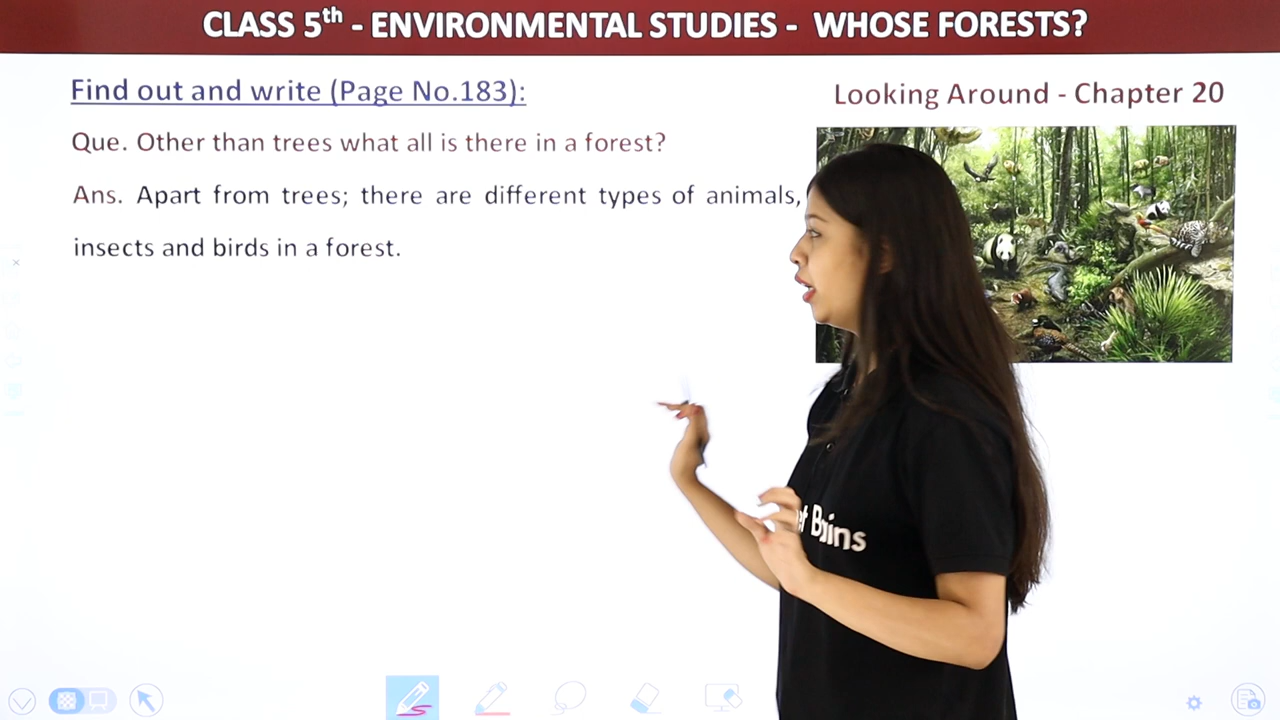 CLASS 5th - ENVIRONMENTAL STUDIES - WHOSE FORESTS?
Find out and write (Page No.183):
Looking Around - Chapter 20
Que. Other than trees what all is there in a forest?
Ans. Apart from trees; there are different types of animals,
insects and birds in a forest.